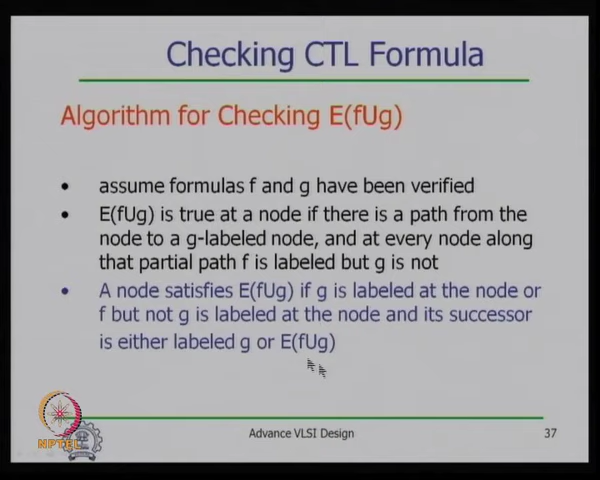 Checking CTL Formula
Algorithm for Checking E(fUg)
• assume formulas f and g have been verified
• E(fUg) is true at a node if there is a path from the
node to a g-labeled node, and at every node along
that partial path f is labeled but g is not
• A node satisfies E(fUg) if g is labeled at the node or
f but not g is labeled at the node and its successor
is either labeled g or E(fUg)
NPTEL
Advance VLSI Design
37